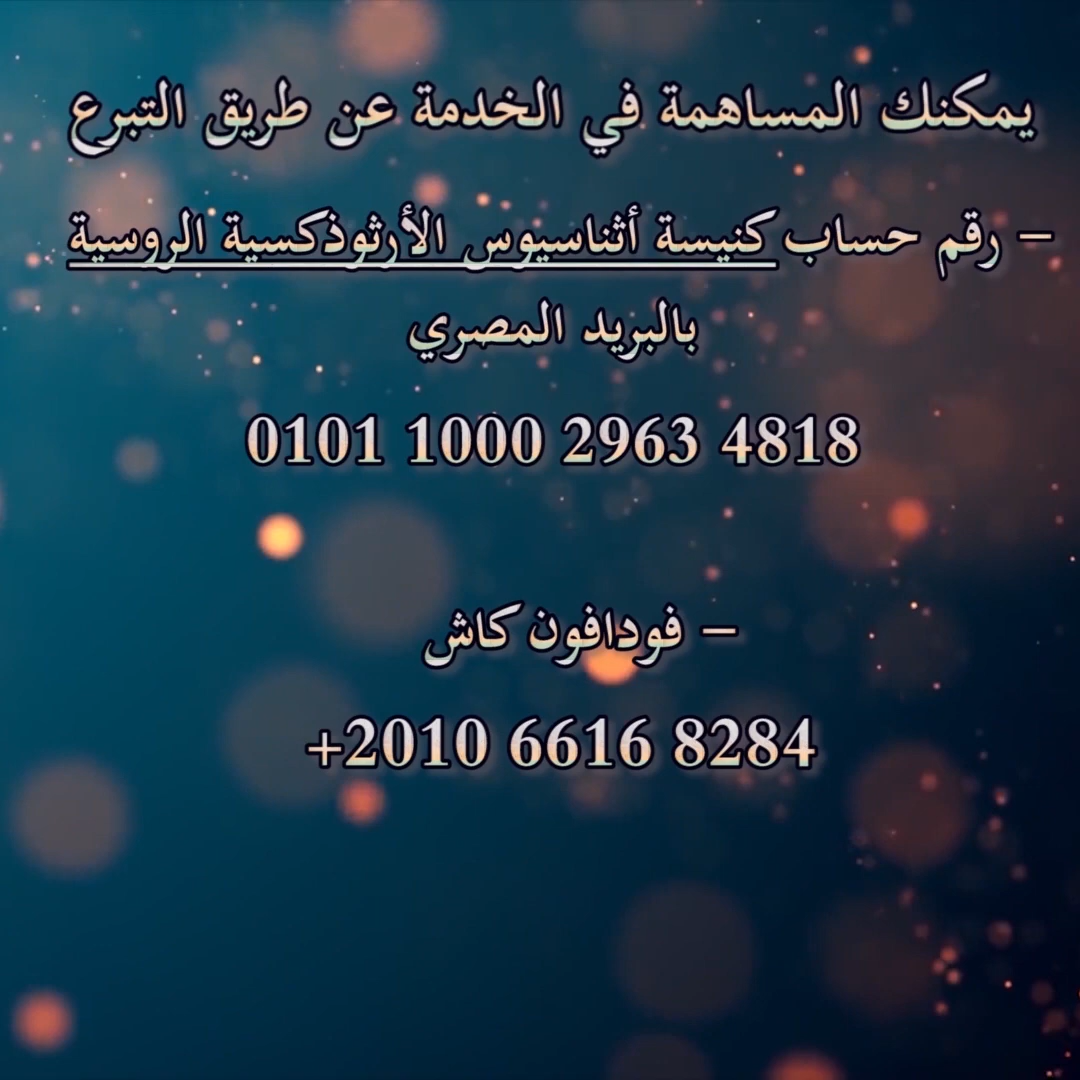 يمكنك المساهمة في الخدمة عن طريق التبرع
– رقم حساب كنيسة أثناسيوس الأرثوذكسية الروسية
بالبريد المصري
0101 1000 2963 4818
– فودافون كاش
+2010 6616 8284